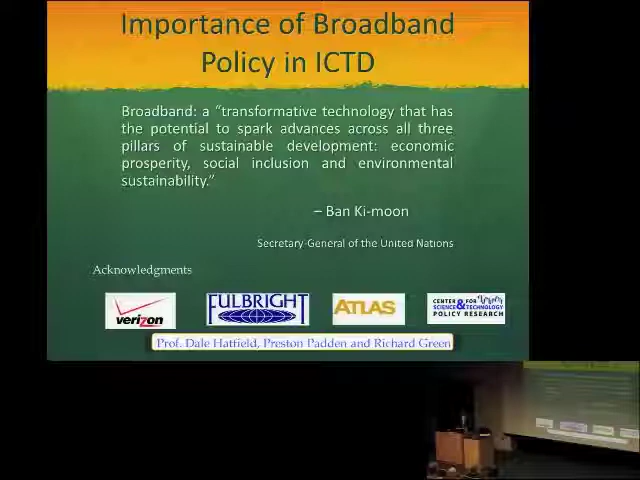 Importance of Broadband
Policy in ICTD
Broadband: a “transformative technology that has
the potential to spark advances across all three
pillars of sustainable development: economic
prosperity, social inclusion and environmental
sustainability.”
– Ban Ki-moon
Secretary-General of the United Nations
Acknowledgments
verizon
FULBRIGHT
ATLAS
CENTER FOR
SCIENCE & TECHNOLOGY
POLICY RESEARCH
Prof. Dale Hatfield, Preston Padden and Richard Green